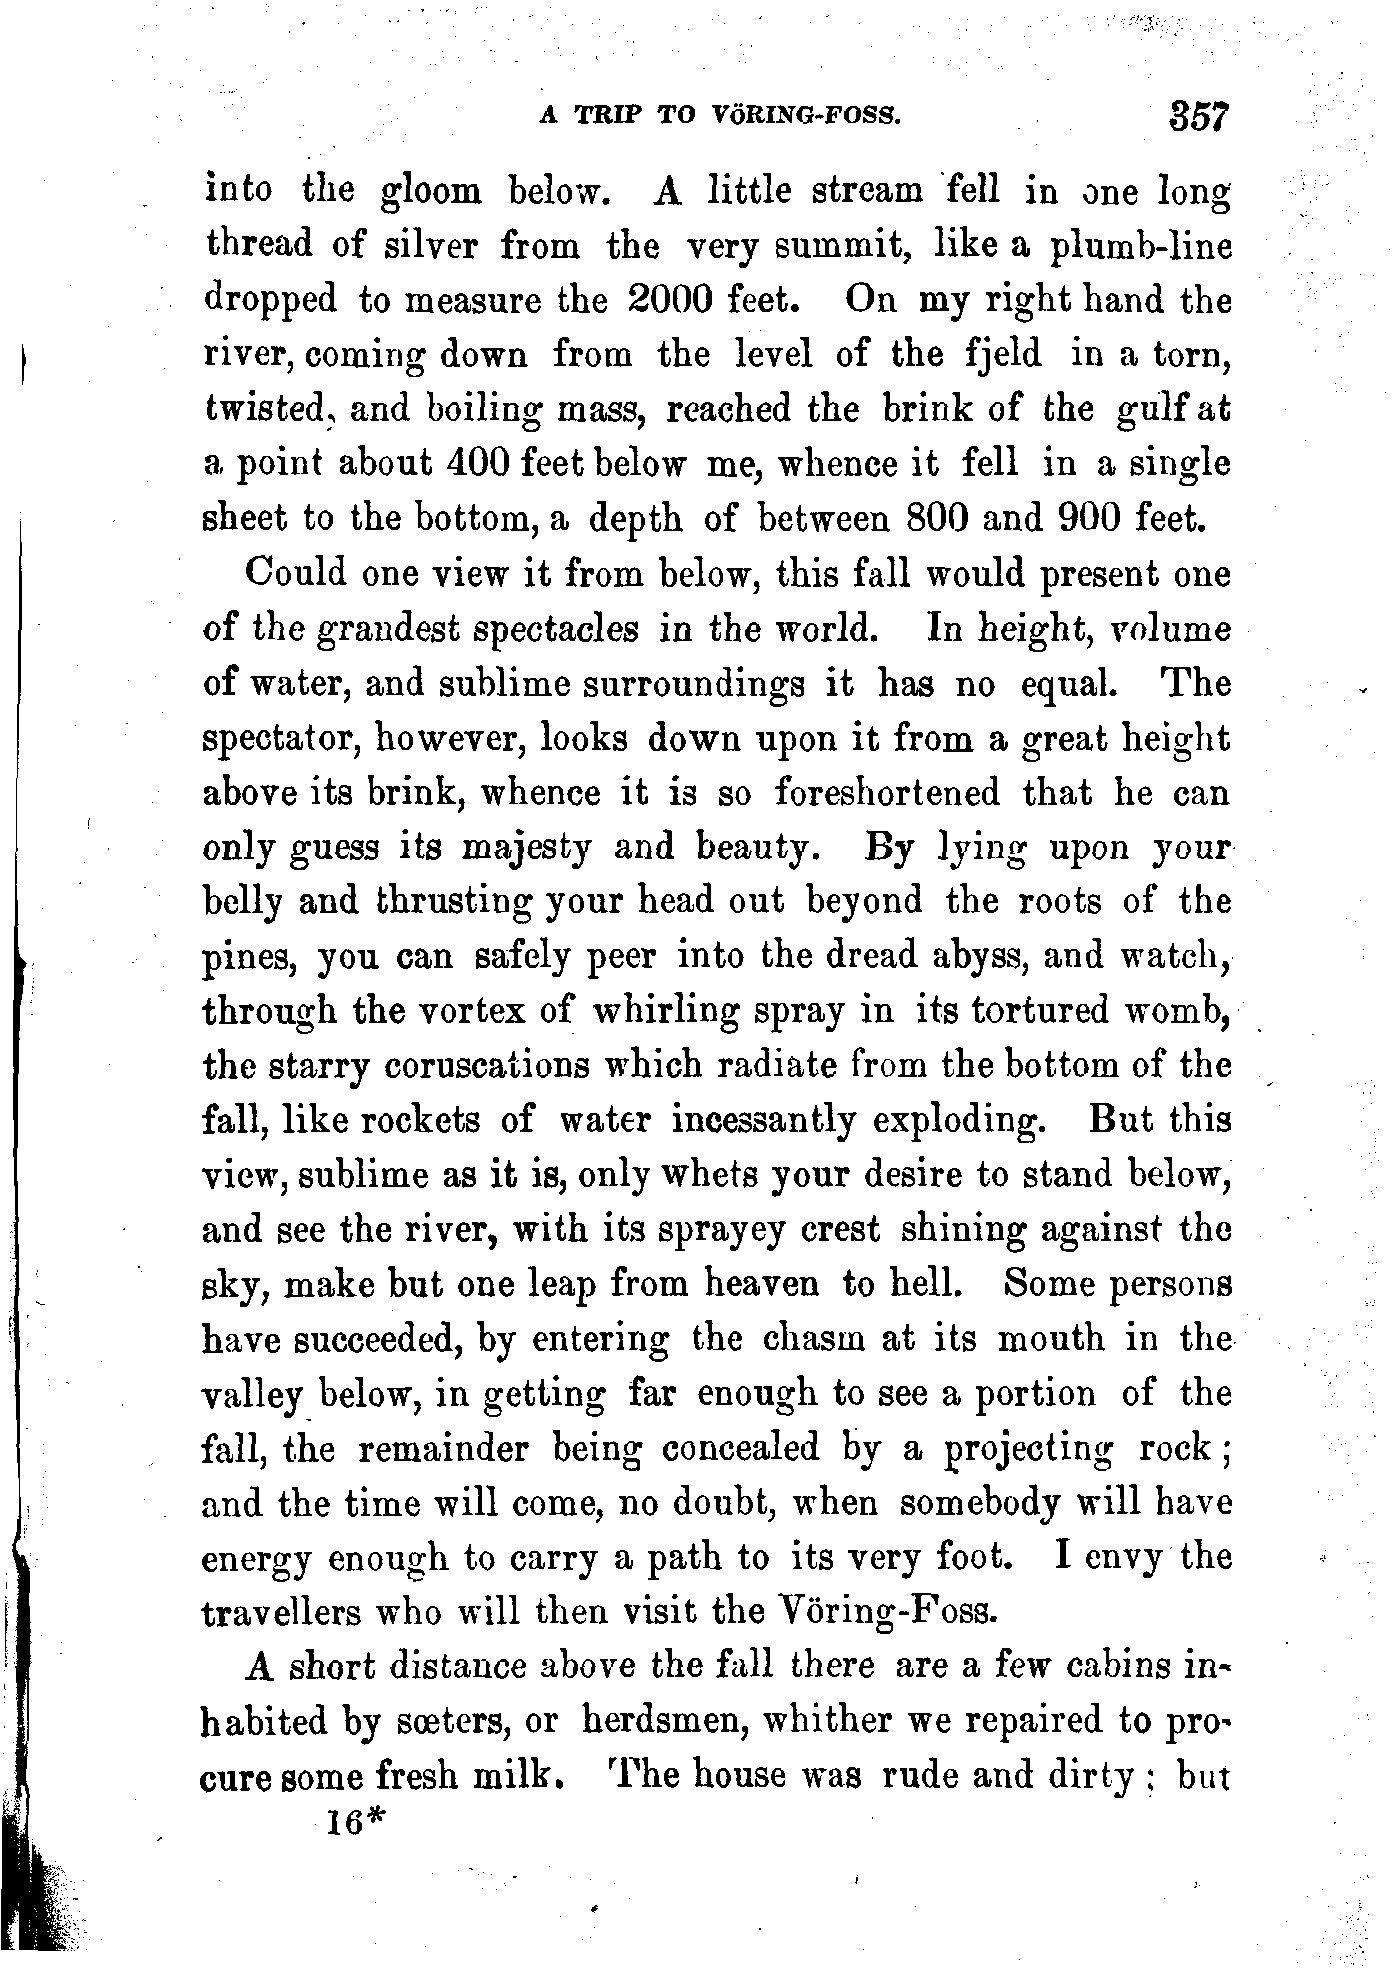 A TRIP TO VÖRING-FOSS. 357
into the gloom below. A little stream fell in one long
thread of silver from the very summit, like a plumb-line
dropped to measure the 2000 feet. On my right hand the
river, coming down from the level of the fjeld in a torn,
twisted, and boiling mass, reached the brink of the gulf at
a point about 400 feet below me, whence it fell in a single
sheet to the bottom, a depth of between 800 and 900 feet.
Could one view it from below, this fall would present one
of the grandest spectacles in the world. In height, volume
of water, and sublime surroundings it has no equal. The
spectator, however, looks down upon it from a great height
above its brink, whence it is so foreshortened that he can
only guess its majesty and beauty. By lying upon your
belly and thrusting your head out beyond the roots of the
pines, you can safely peer into the dread abyss, and watch,
through the vortex of whirling spray in its tortured womb,
the starry coruscations which radiate from the bottom of the
fall, like rockets of water incessantly exploding. But this
view, sublime as it is, only whets your desire to stand below,
and see the river, with its sprayey crest shining against the
sky, make but one leap from heaven to hell. Some persons
have succeeded, by entering the chasm at its mouth in the
valley below, in getting far enough to see a portion of the
fall, the remainder being concealed by a projecting rock ;
and the time will come, no doubt, when somebody will have
energy enough to carry a path to its very foot. I envy the
travellers who will then visit the Vöring-Foss.
A short distance above the fall there are a few cabins in-
habited by sœters, or herdsmen, whither we repaired to pro-
cure some fresh milk. The house was rude and dirty ; but
16*